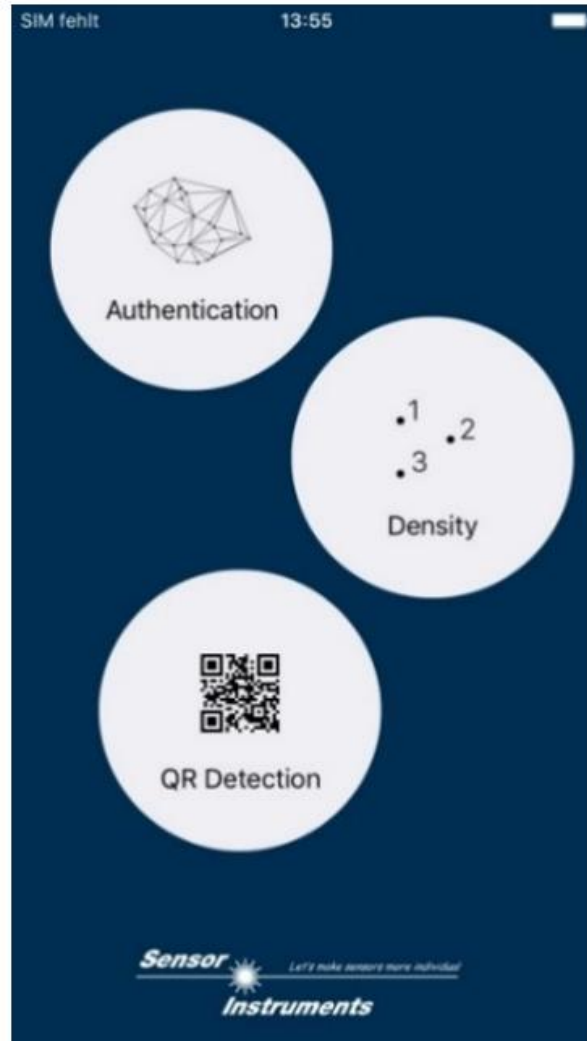 SIM fehlt 13:55
Authentication
1
2
3
Density
QR Detection
Sensor
Let's make sensors more individual
Instruments